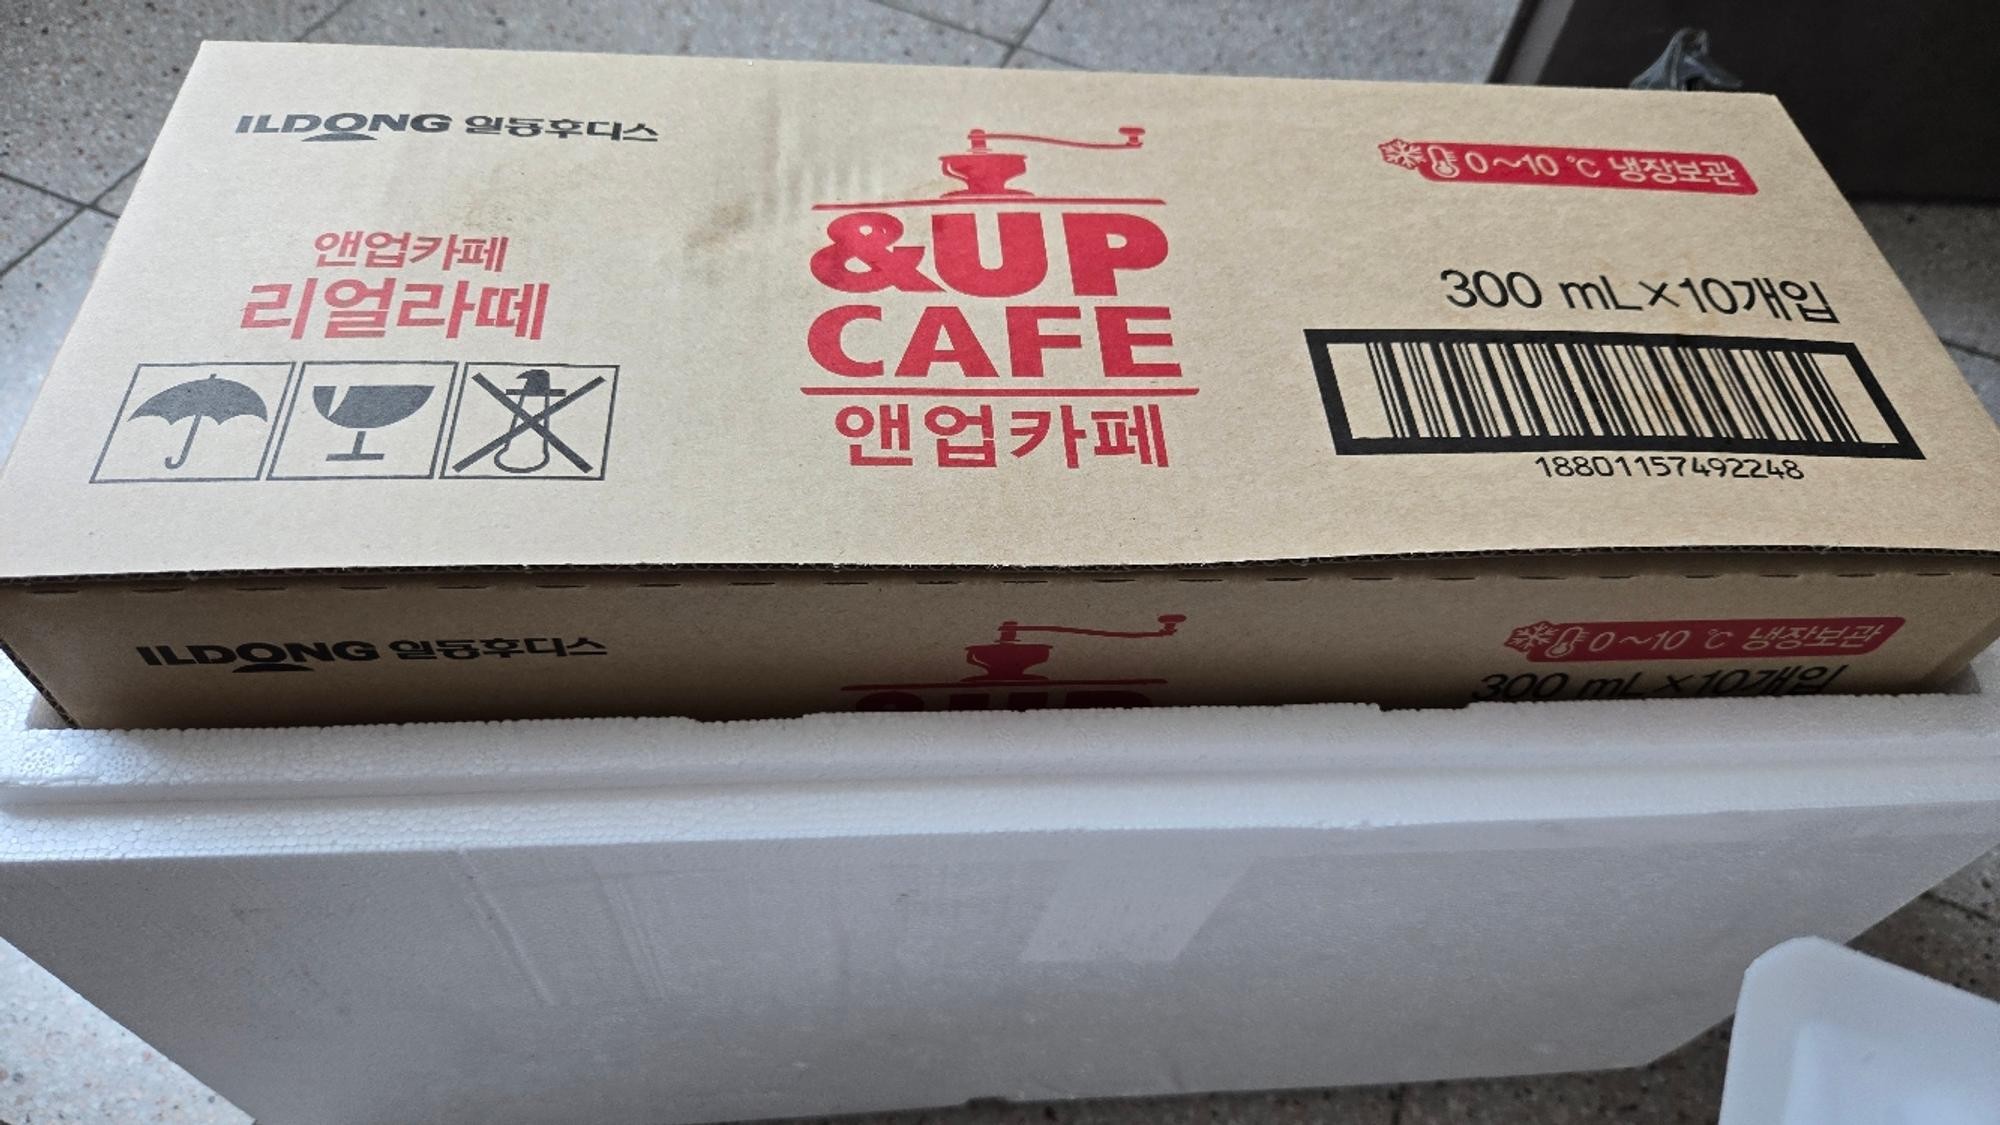 ILDONG 일동후디스
앤업카페
리얼라떼
&UP
CAFE
앤업카페
0~10 ℃ 냉장보관
300 mL×10개입
18801157492248
ILDONG 일동후디스
&UP
0~10 ℃ 냉장보관
300 mL×10개입